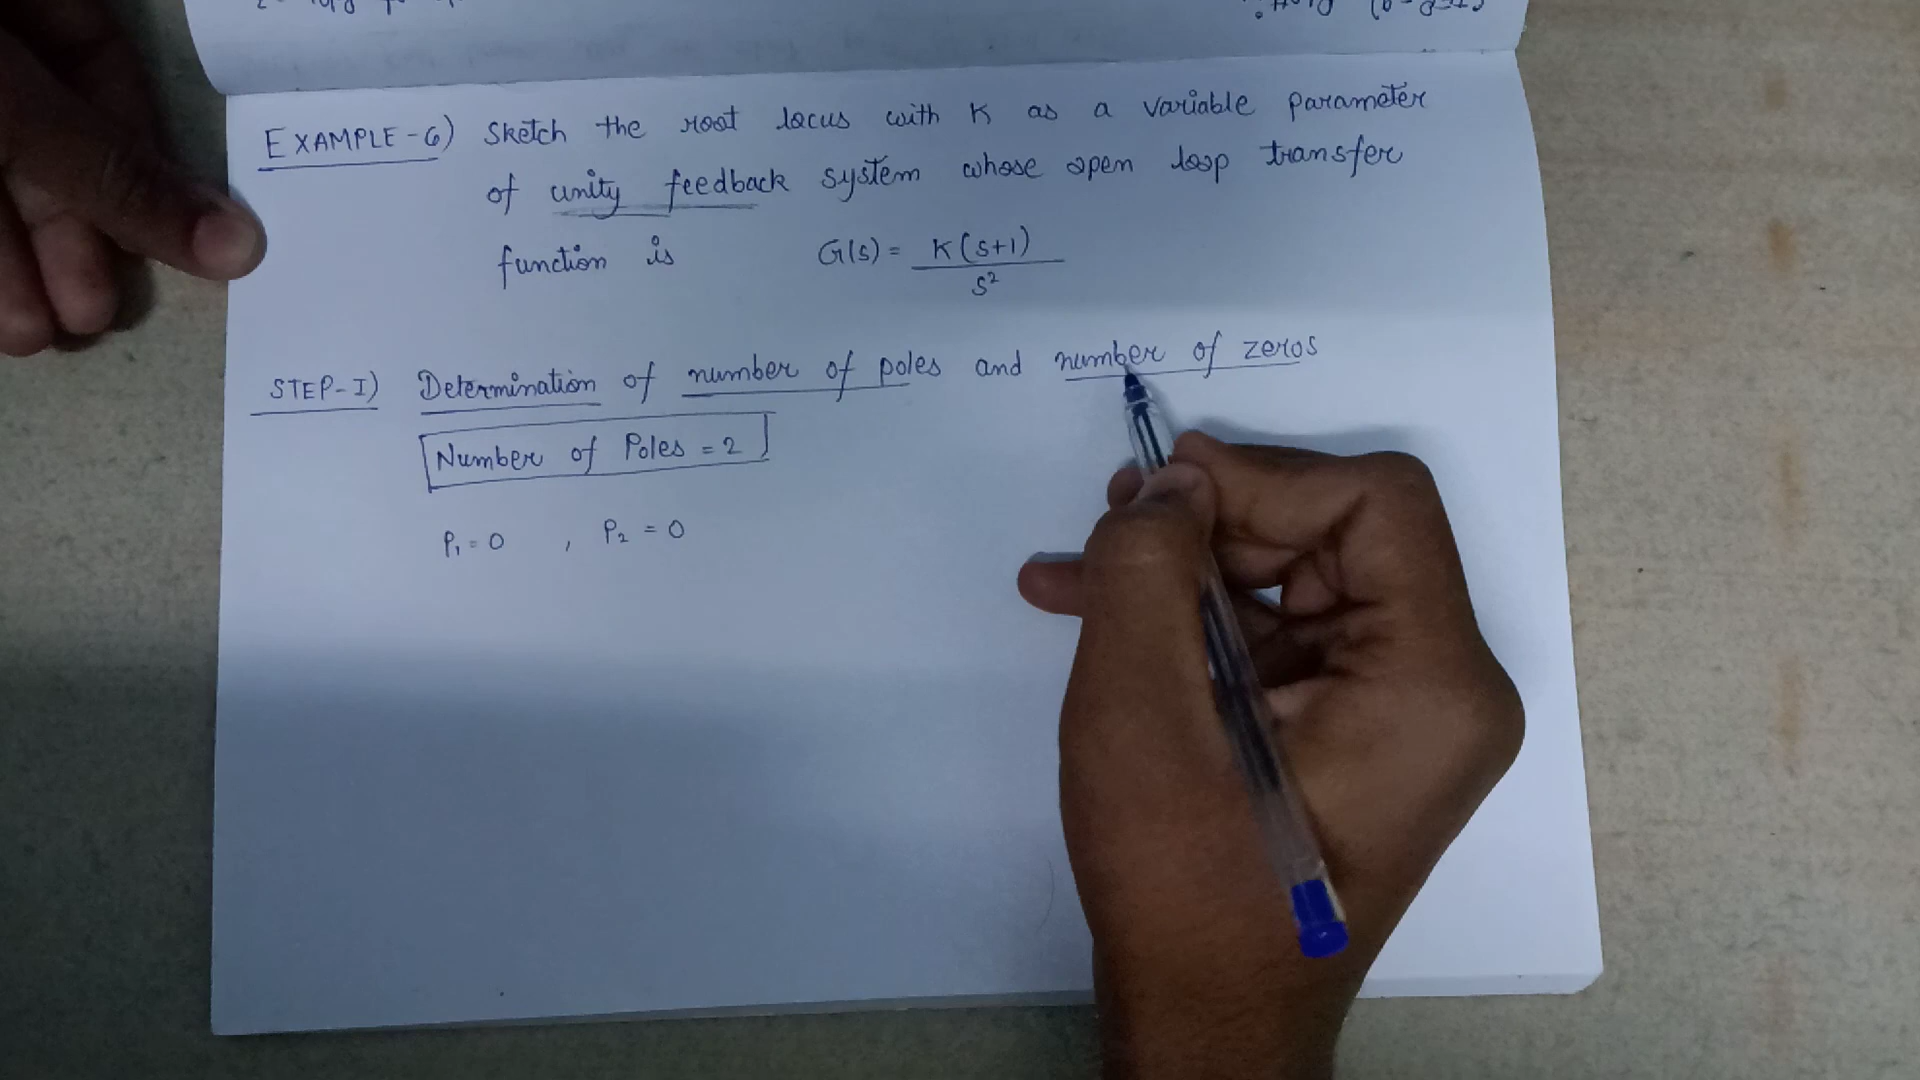 EXAMPLE-6) Sketch the root locus with K as a variable parameter
of unity feedback system whose open loop transfer
function is G(s) = K(s+1)
s²
STEP-I) Determination of number of poles and number of zeros
Number of Poles = 2
P₁ = 0 , P₂ = 0